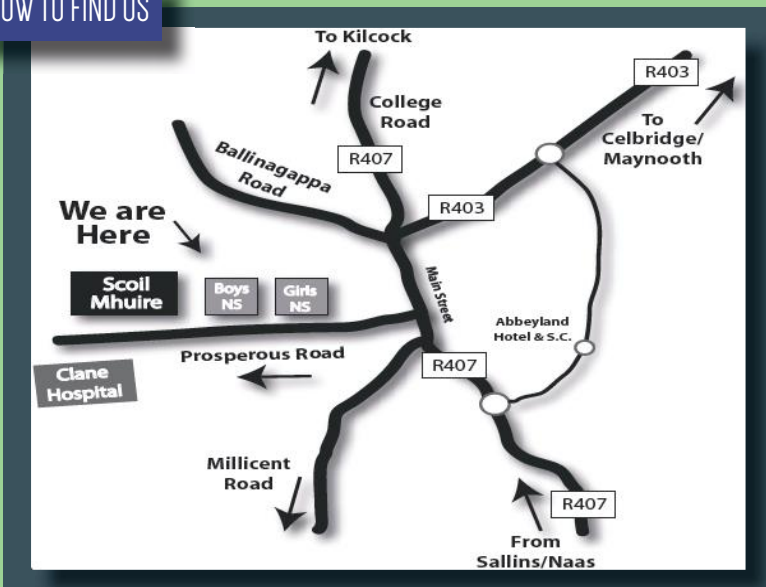 OW TO FIND US
To Kilcock
R403
College
Road
To
Celbridge/
Maynooth
R407
Ballinagappa
Road
R403
We are
Here
Scoil
Mhuire
Boys
NS
Girls
NS
Main Street
Abbeyland
Hotel & S.C.
Prosperous Road
R407
Clane
Hospital
Millicent
Road
R407
From
Sallins/Naas